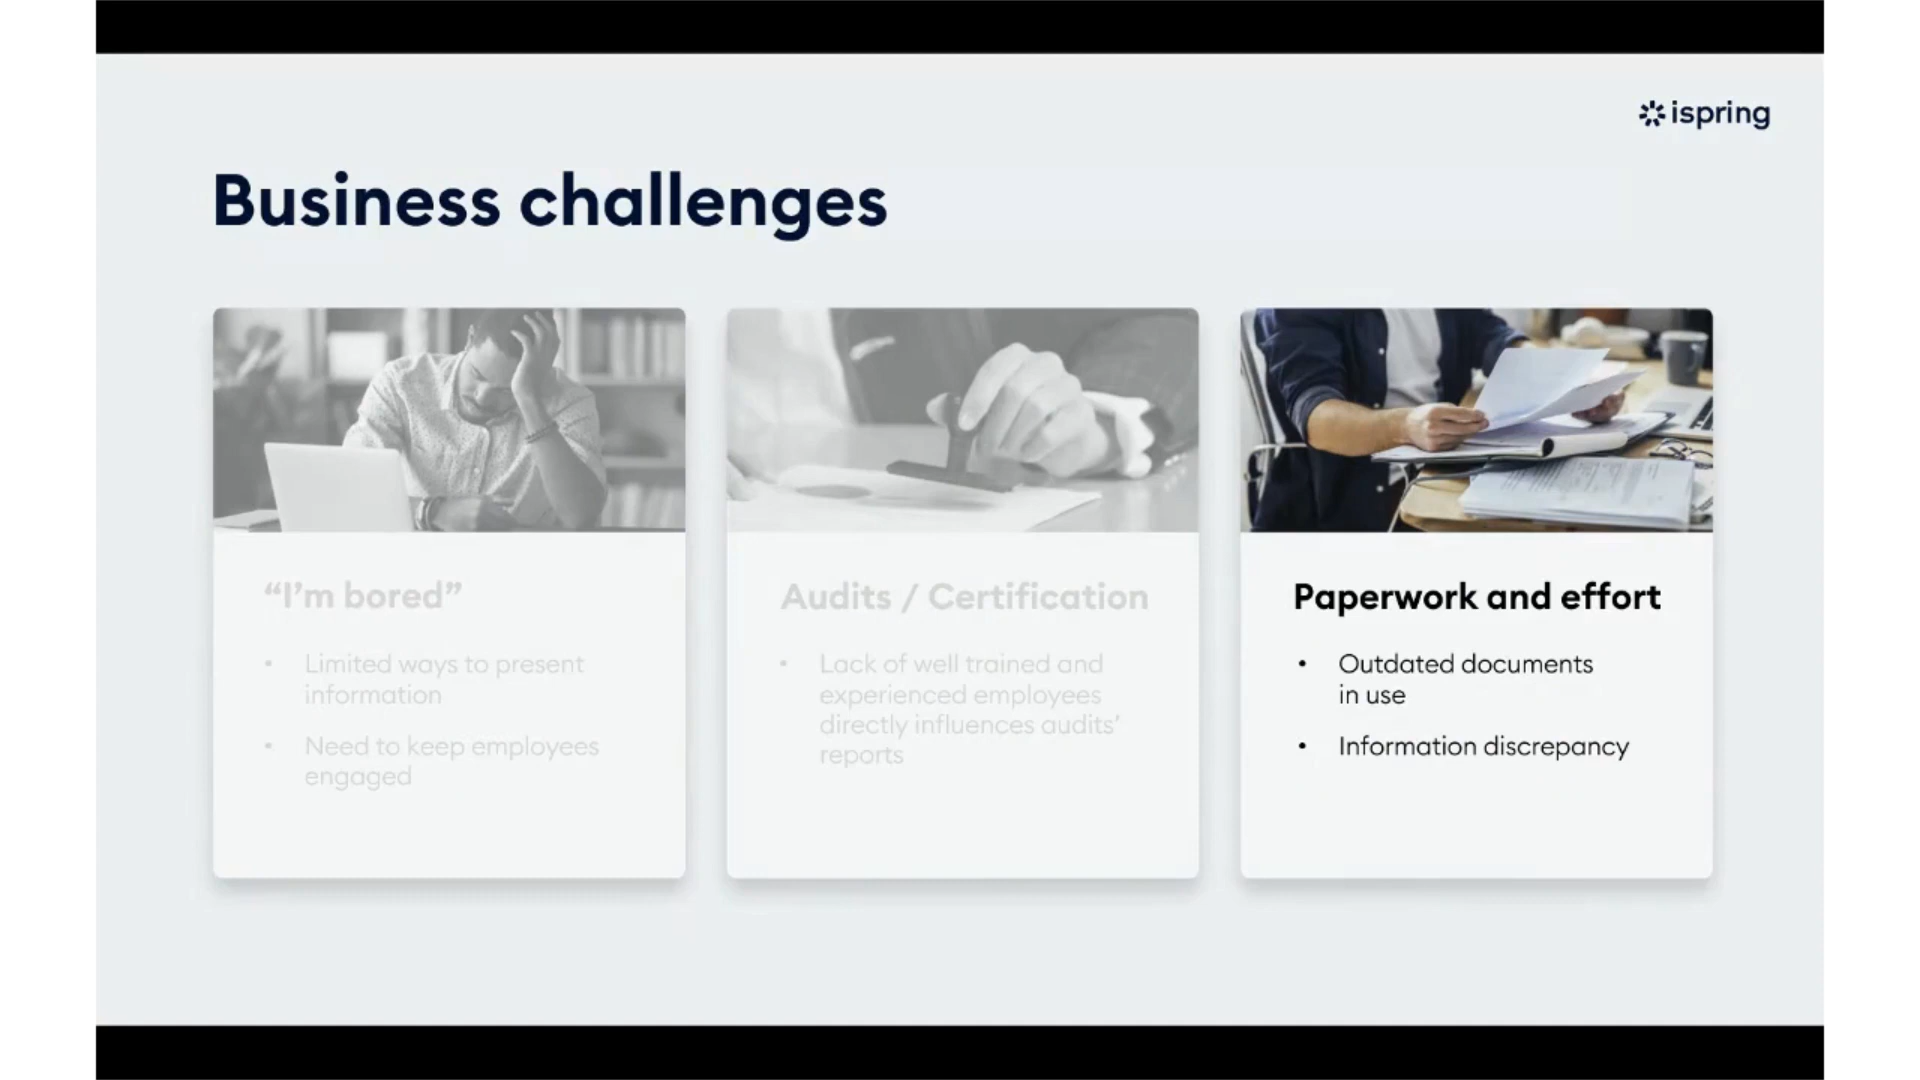 ispring
Business challenges
“I’m bored”
• Limited ways to present
information
• Need to keep employees
engaged
Audits / Certification
• Lack of well trained and
experienced employees
directly influences audits’
reports
Paperwork and effort
• Outdated documents
in use
• Information discrepancy